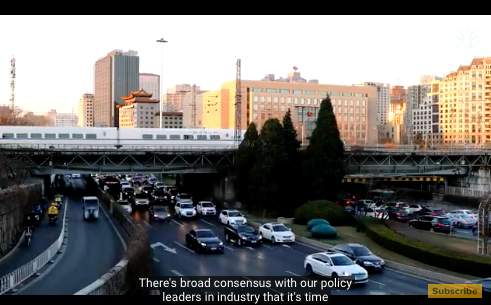 There's broad consensus with our policy
leaders in industry that it's time
Subscribe